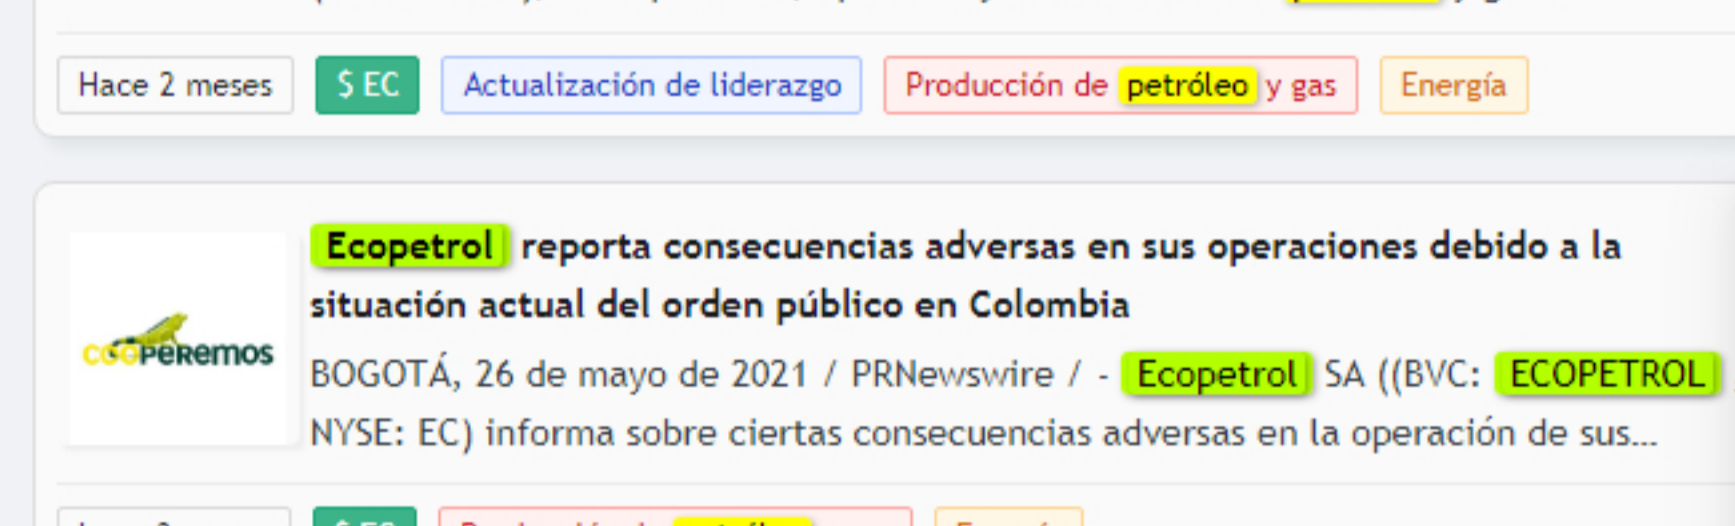 Hace 2 meses $ EC Actualización de liderazgo Producción de petróleo y gas Energía
Ecopetrol reporta consecuencias adversas en sus operaciones debido a la
situación actual del orden público en Colombia
COOPEREMOS
BOGOTÁ, 26 de mayo de 2021 / PRNewswire / - Ecopetrol SA ((BVC: ECOPETROL
NYSE: EC) informa sobre ciertas consecuencias adversas en la operación de sus...